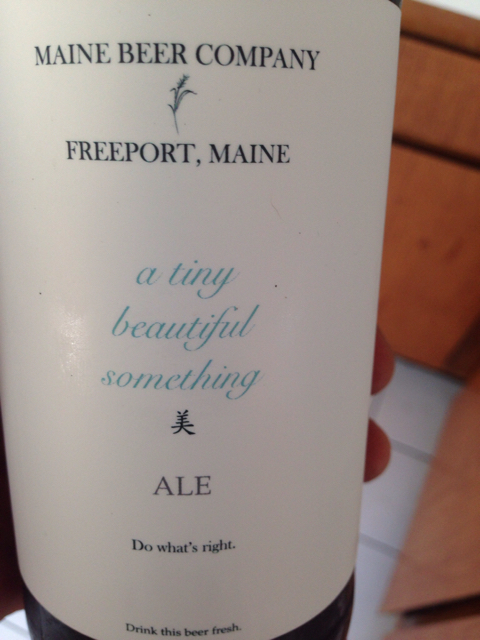 MAINE BEER COMPANY
FREEPORT, MAINE
a tiny
beautiful
something
美
ALE
Do what's right.
Drink this beer fresh.